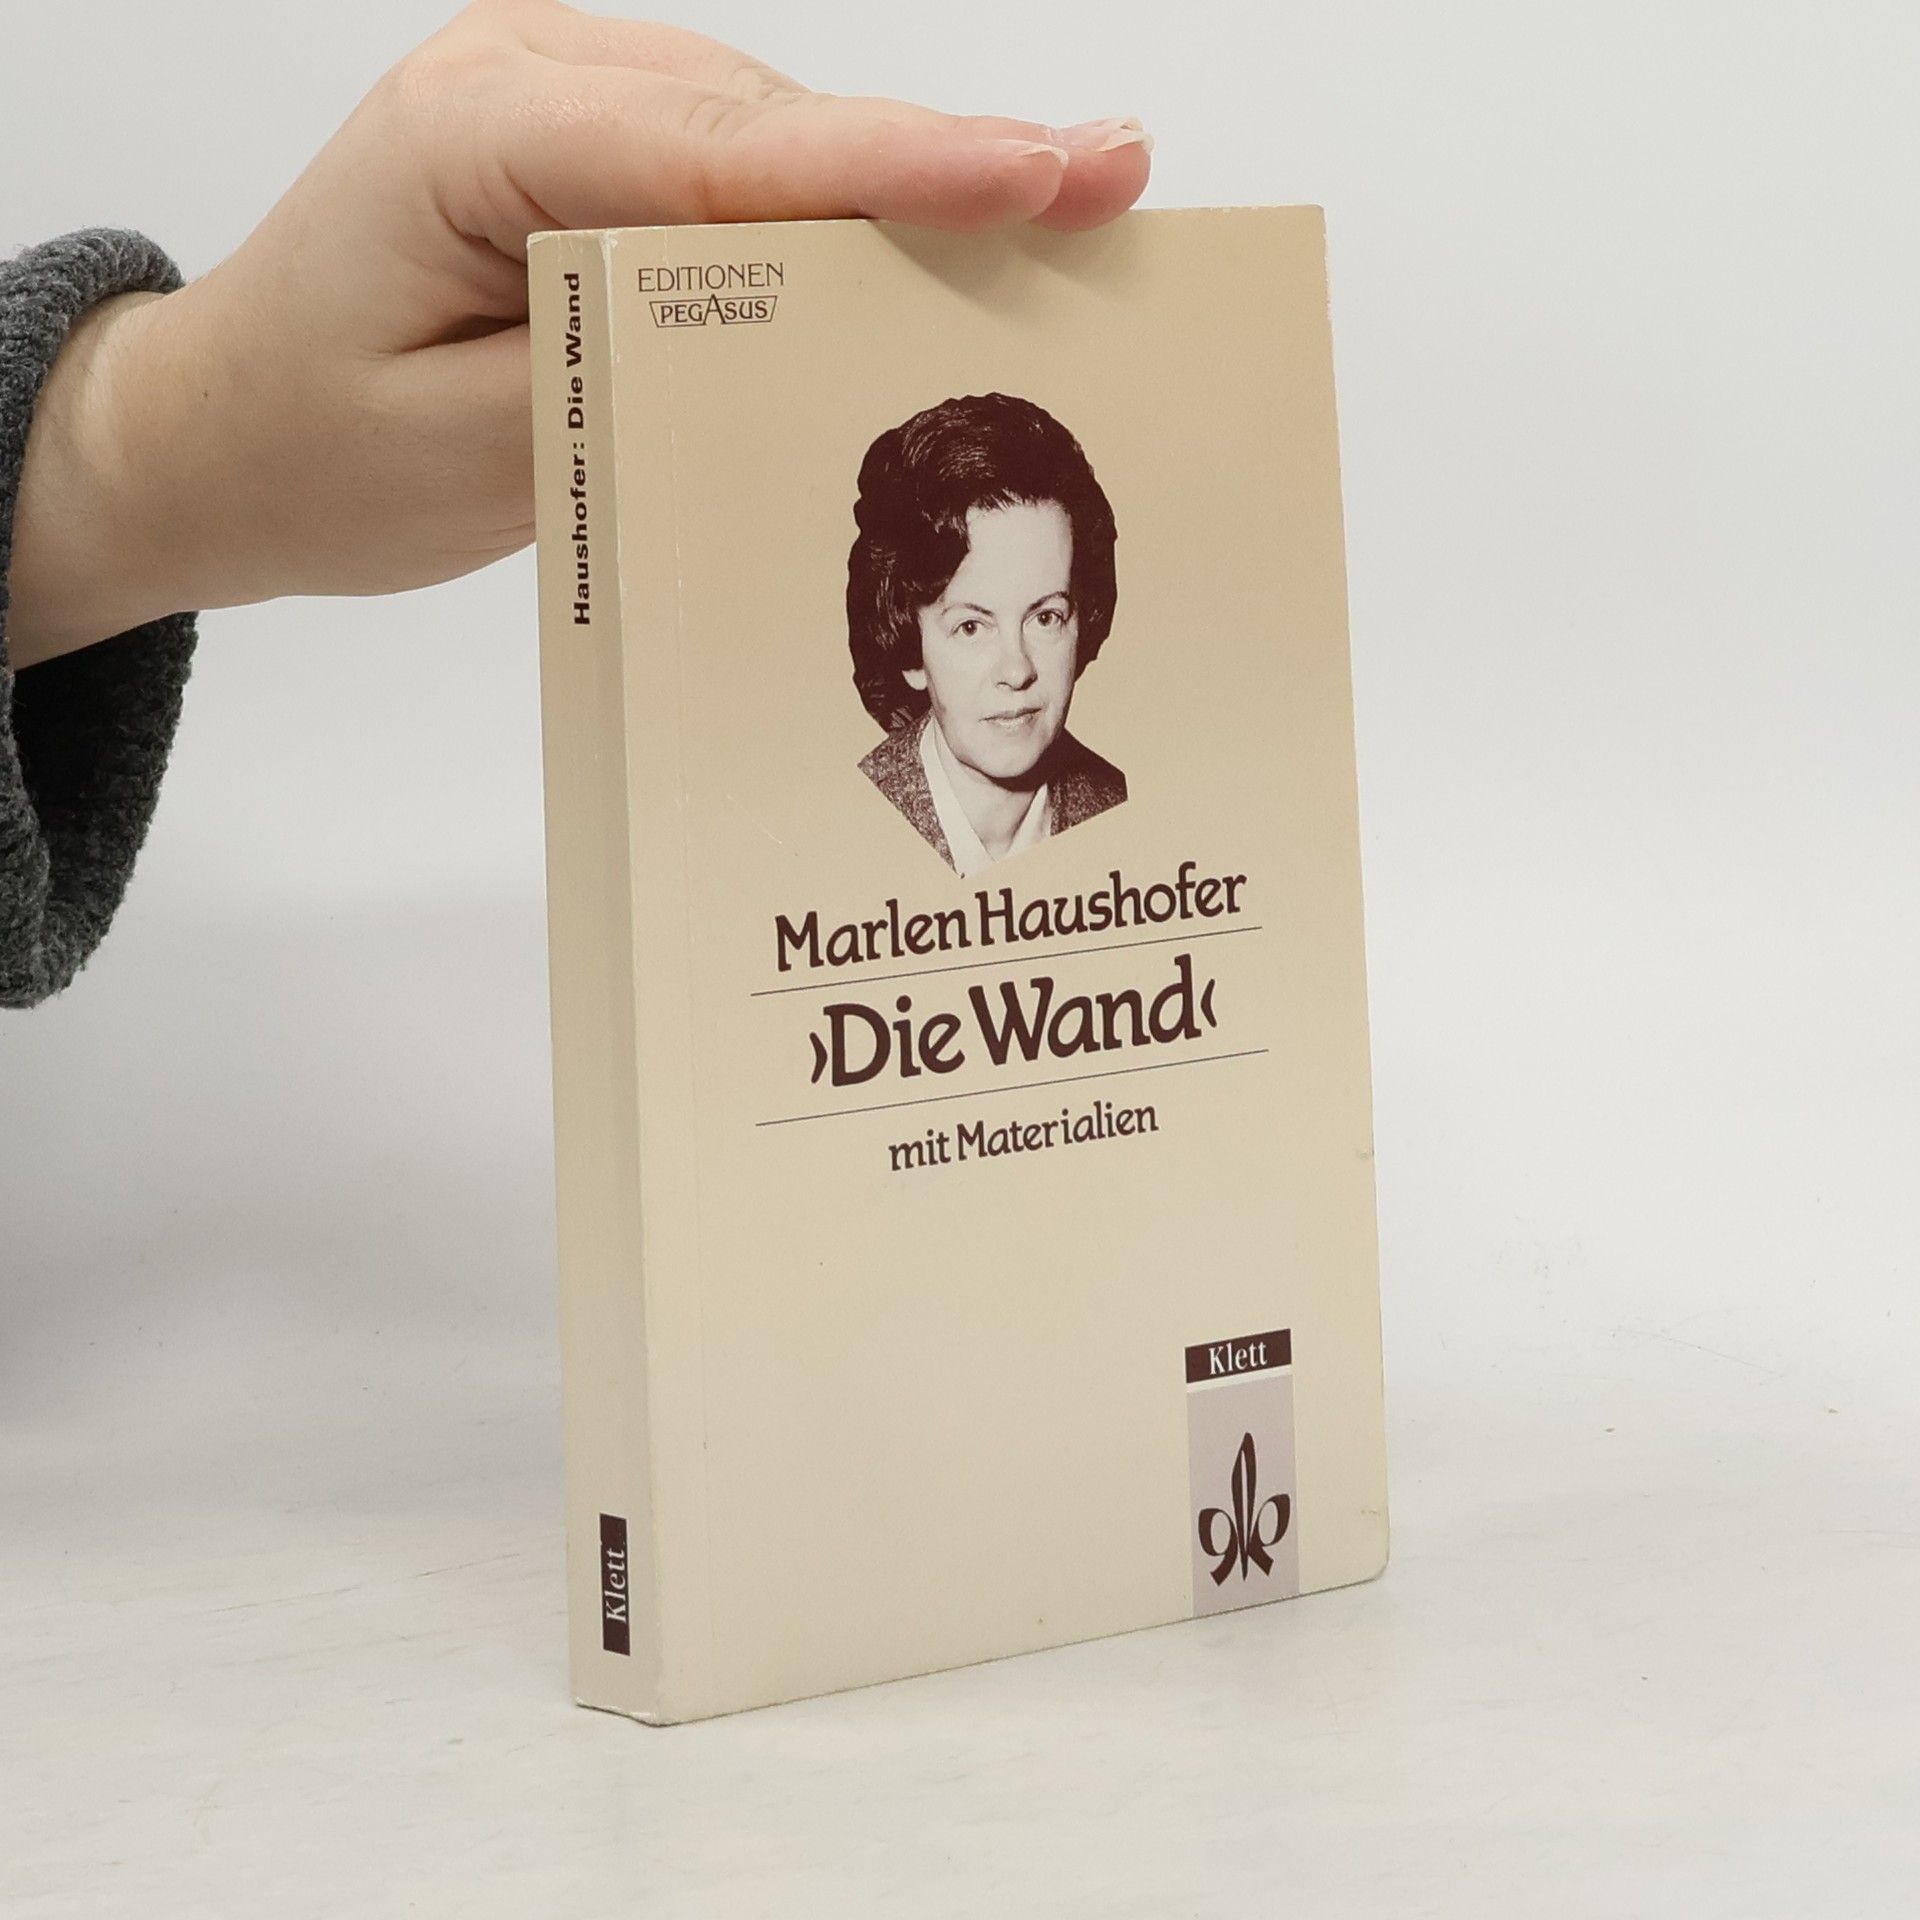 EDITIONEN
PEGASUS
Haushofer: Die Wand
Marlen Haushofer
›Die Wand‹
mit Materialien
Klett
Klett